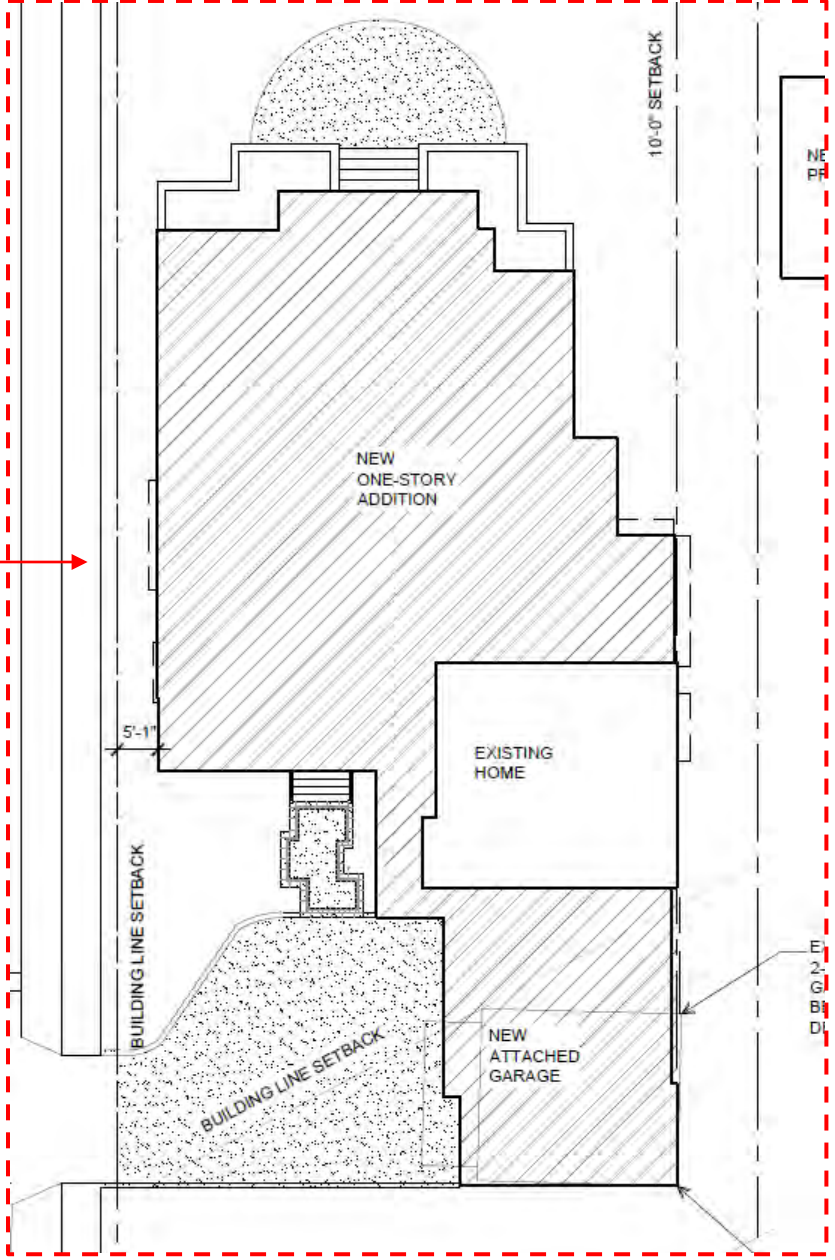 10'-0" SETBACK
NEW
ONE-STORY
ADDITION
5'-1"
EXISTING
HOME
BUILDING LINE SETBACK
NEW
ATTACHED
GARAGE
BUILDING LINE SETBACK
2-